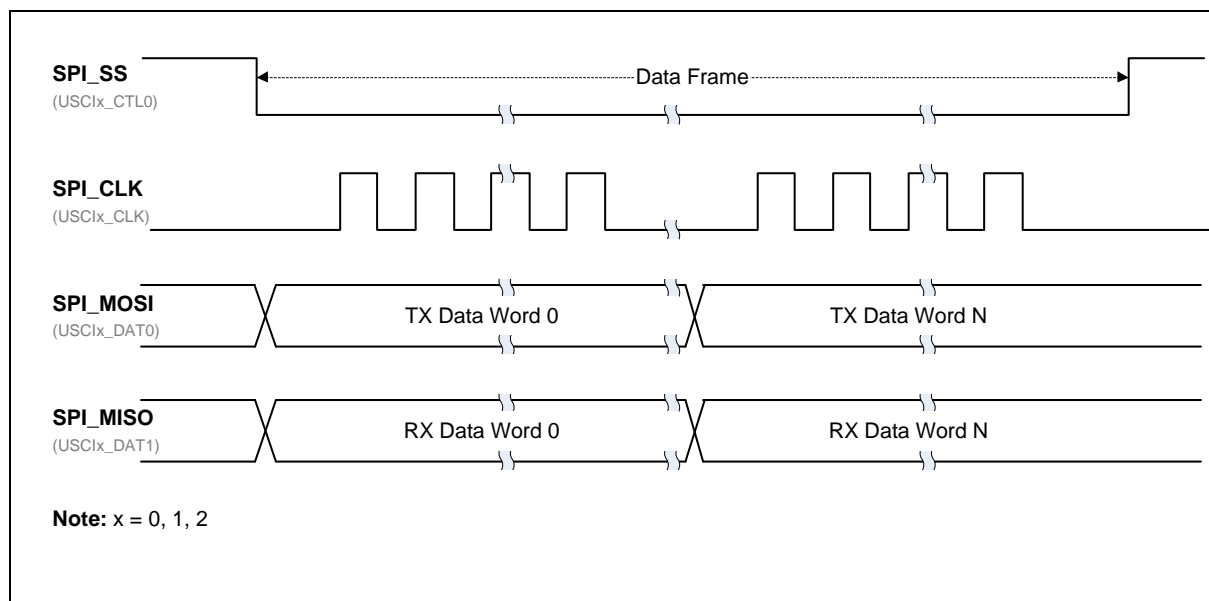 SPI_SS
(USCIx_CTL0)
Data Frame
SPI_CLK
(USCIx_CLK)
SPI_MOSI
(USCIx_DAT0)
TX Data Word 0
TX Data Word N
SPI_MISO
(USCIx_DAT1)
RX Data Word 0
RX Data Word N
Note: x = 0, 1, 2